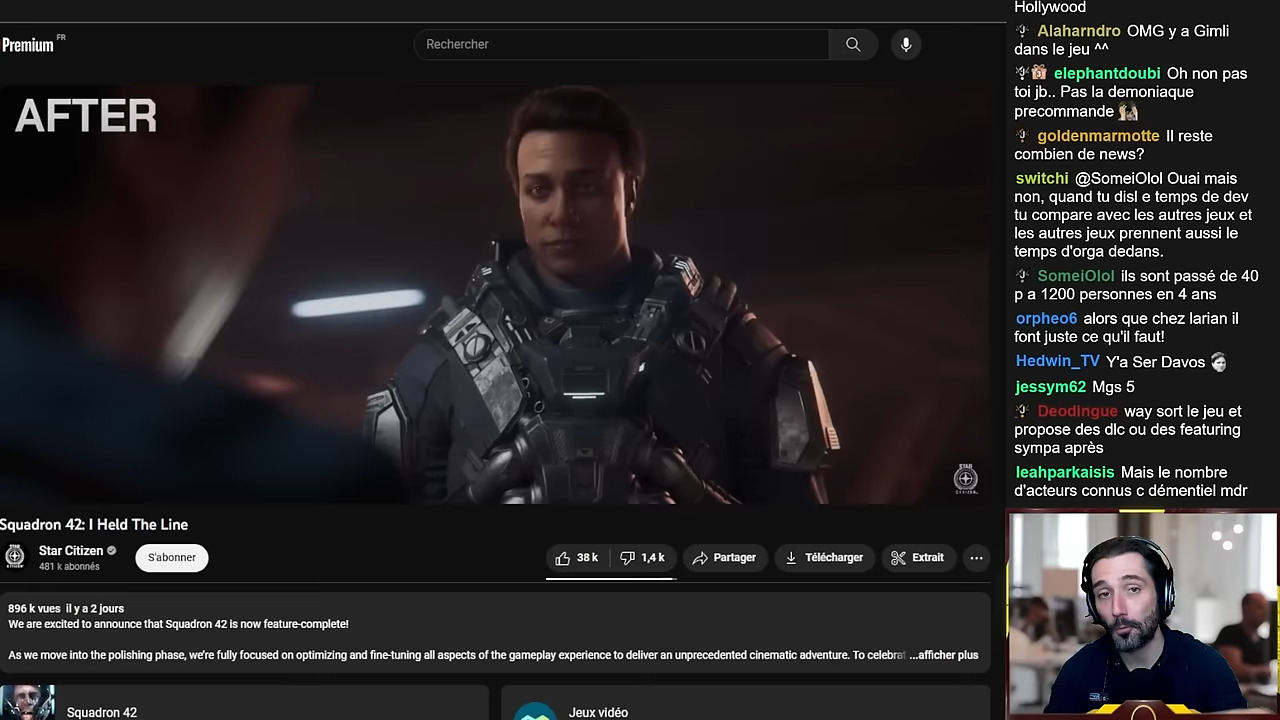 Premium FR
Rechercher
AFTER
STAR
CITIZEN
Squadron 42: I Held The Line
Star Citizen
481 k abonnés
S'abonner
38 k
1,4 k
Partager
Télécharger
Extrait
896 k vues il y a 2 jours
We are excited to announce that Squadron 42 is now feature-complete!
As we move into the polishing phase, we're fully focused on optimizing and fine-tuning all aspects of the gameplay experience to deliver an unprecedented cinematic adventure. To celebrat ...afficher plus
Squadron 42
Jeux vidéo
Hollywood
Alaharndro OMG y a Gimli
dans le jeu ^^
elephantdoubi Oh non pas
toi jb.. Pas la demoniaque
precommande
goldenmarmotte Il reste
combien de news?
switchi @SomeiOlol Ouai mais
non, quand tu disl e temps de dev
tu compare avec les autres jeux et
les autres jeux prennent aussi le
temps d'orga dedans.
SomeiOlol ils sont passé de 40
p a 1200 personnes en 4 ans
orpheo6 alors que chez larian il
font juste ce qu'il faut!
Hedwin_TV Y'a Ser Davos
jessym62 Mgs 5
Deodingue way sort le jeu et
propose des dlc ou des featuring
sympa après
leahparkaisis Mais le nombre
d'acteurs connus c démentiel mdr